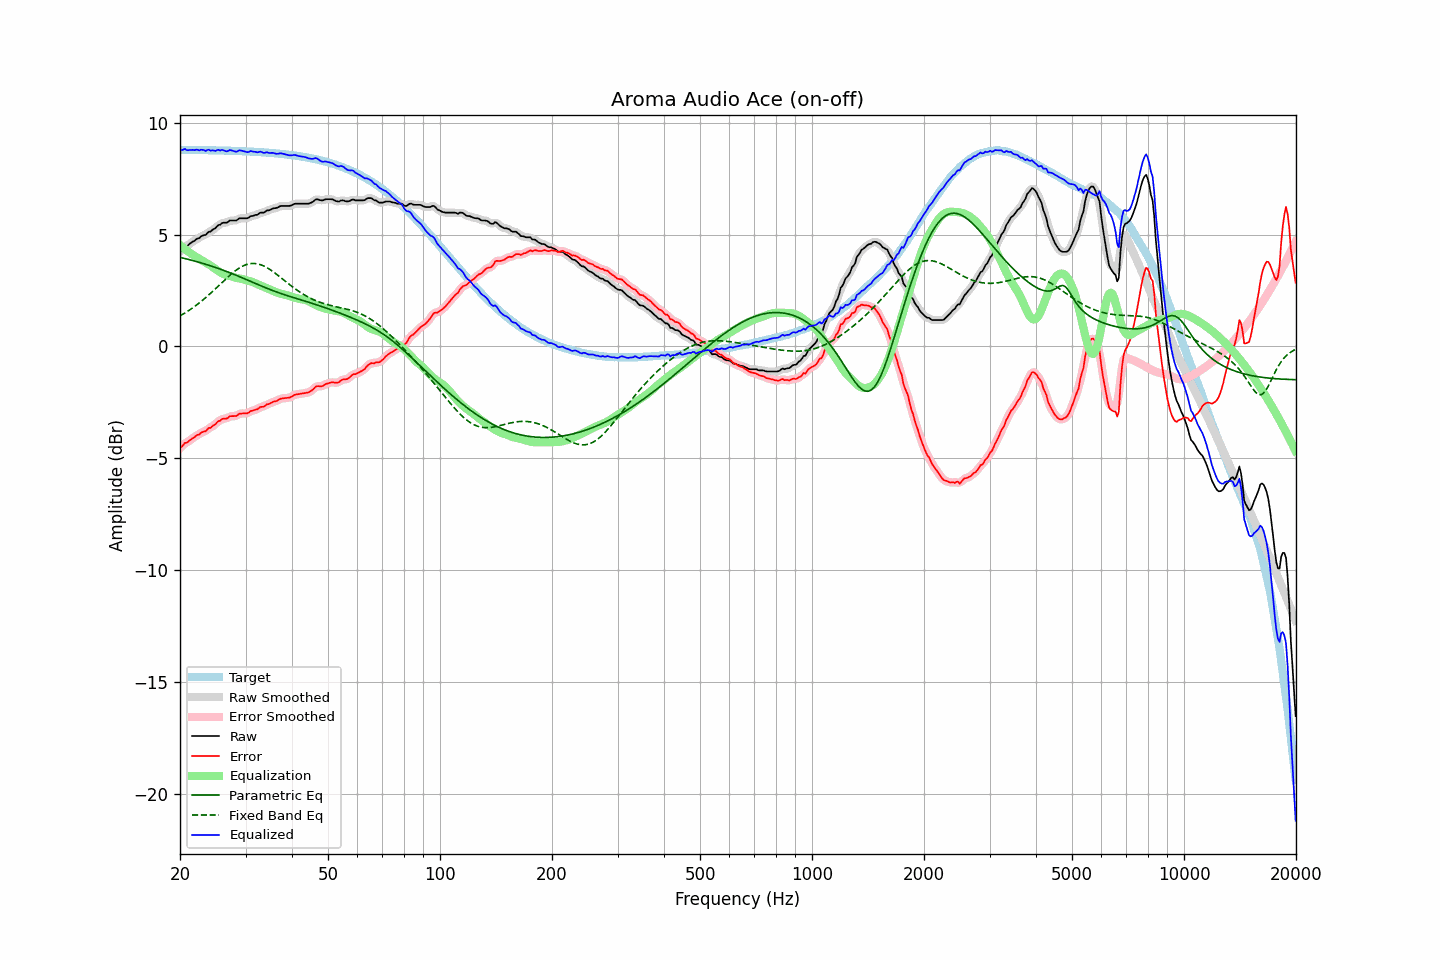 Aroma Audio Ace (on-off)
10
5
0
−5
−10
−15
−20
Amplitude (dBr)
Target
Raw Smoothed
Error Smoothed
Raw
Error
Equalization
Parametric Eq
Fixed Band Eq
Equalized
20 50 100 200 500 1000 2000 5000 10000 20000
Frequency (Hz)